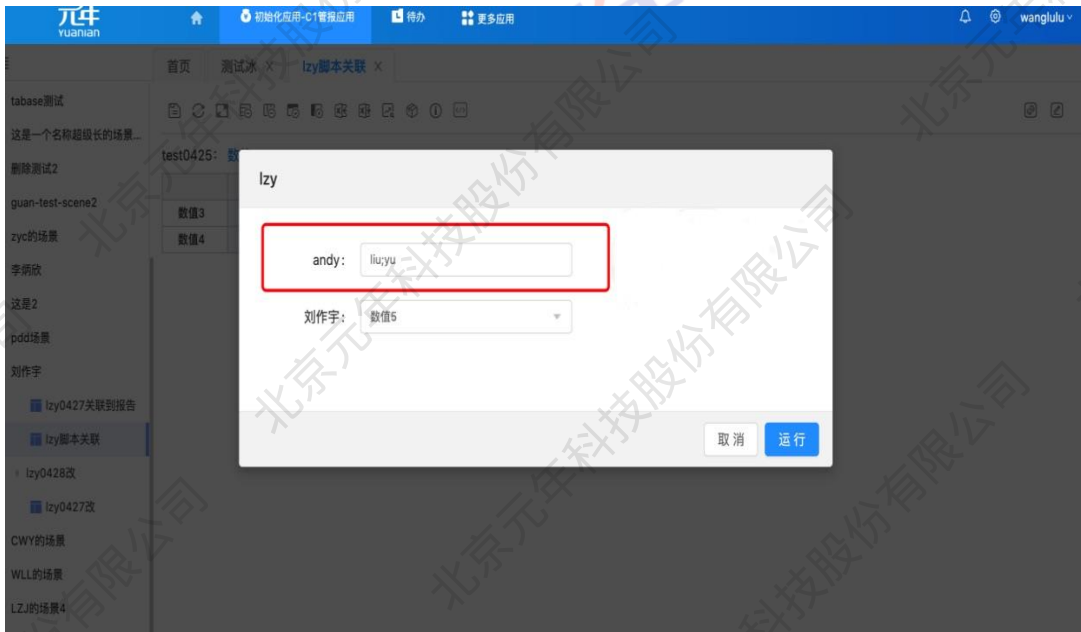 元年
yuanian
初始化应用-C1管报应用
待办
更多应用
wanglulu
首页
测试冰 ×
lzy脚本关联 ×
tabase测试
这是一个名称超级长的场景...
删除测试2
guan-test-scene2
zyc的场景
李炳欣
这是2
pdd场景
刘作宇
lzy0427关联到报告
lzy脚本关联
lzy0428改
lzy0427改
CWY的场景
WLL的场景
LZJ的场景4
test0425: 数
数值3
数值4
lzy
andy:
liu;yu
刘作宇:
数值5
取消
运行
北京元年科技股份有限公司